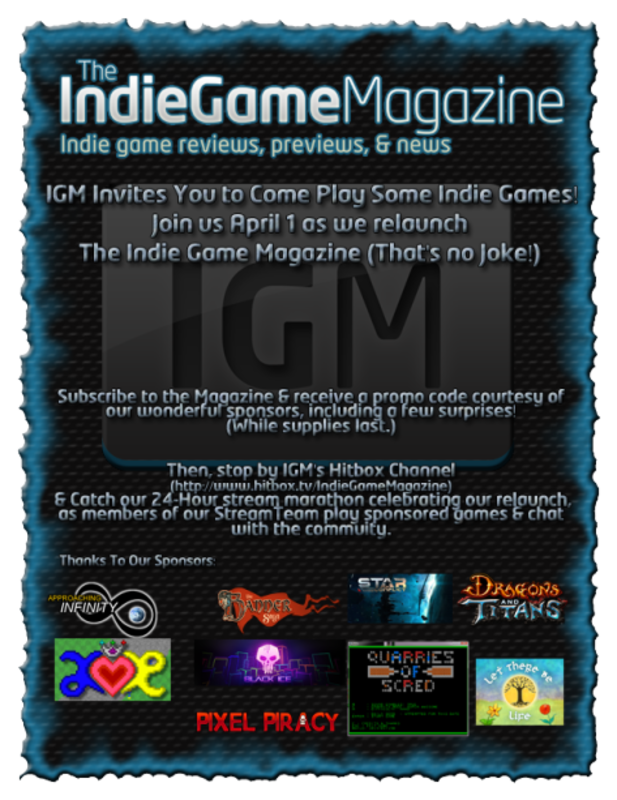 The
IndieGameMagazine
Indie game reviews, previews, & news
IGM Invites You to Come Play Some Indie Games!
Join us April 1 as we relaunch
The Indie Game Magazine (That's no Joke!)
IGM
Subscribe to the Magazine & receive a promo code courtesy of
our wonderful sponsors, including a few surprises!
(While supplies last.)
Then, stop by IGM's Hitbox Channel
(http://www.hitbox.tv/IndieGameMagazine)
& Catch our 24-Hour stream marathon celebrating our relaunch,
as members of our StreamTeam play sponsored games & chat
with the commuity.
Thanks To Our Sponsors:
APPROACHING
INFINITY
Banner
Saga
STAR
DRAGONS
AND
TITANS
BLACK ICE
PIXEL PIRACY
QUARRIES
OF
SCRED
Let There Be
Life